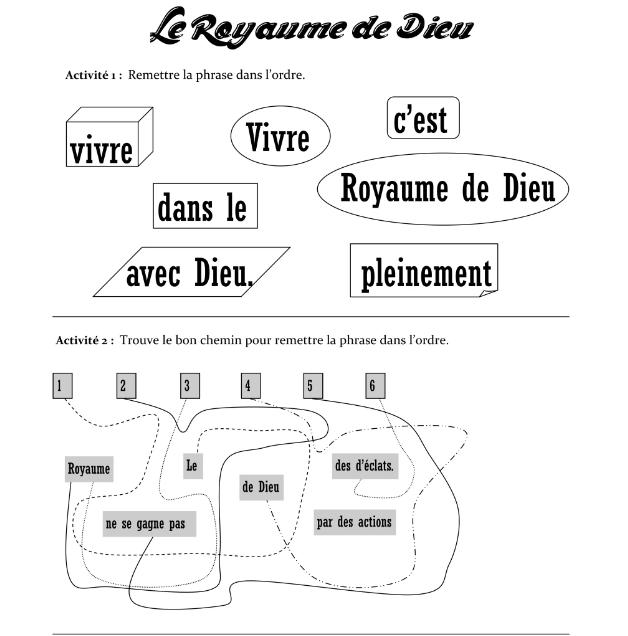 Le Royaume de Dieu
Activité 1 : Remettre la phrase dans l'ordre.
vivre
Vivre
c'est
dans le
Royaume de Dieu
avec Dieu.
pleinement
Activité 2 : Trouve le bon chemin pour remettre la phrase dans l'ordre.
1 2 3 4 5 6
Royaume
Le
des d'éclats.
de Dieu
ne se gagne pas
par des actions